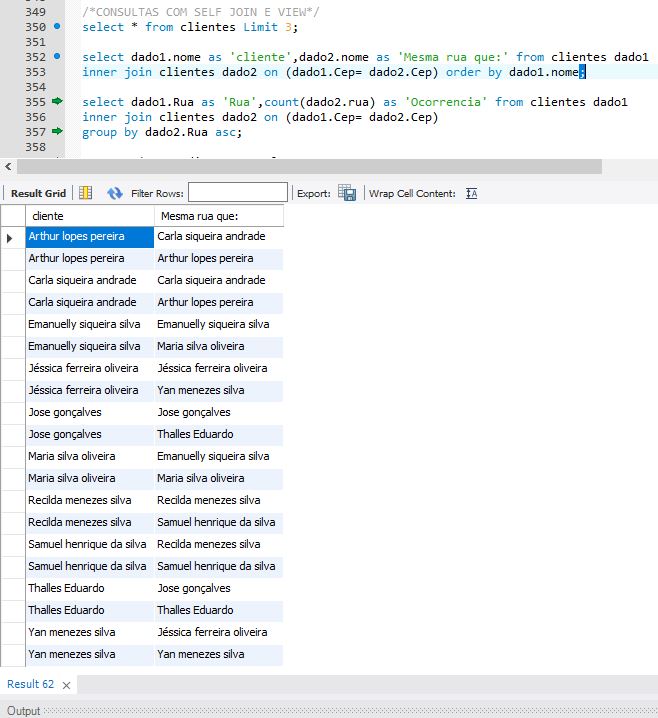 349 /*CONSULTAS COM SELF JOIN E VIEW*/
350 select * from clientes Limit 3;
351
352 select dado1.nome as 'cliente',dado2.nome as 'Mesma rua que:' from clientes dado1
353 inner join clientes dado2 on (dado1.Cep= dado2.Cep) order by dado1.nome;
354
355 select dado1.Rua as 'Rua',count(dado2.rua) as 'Ocorrencia' from clientes dado1
356 inner join clientes dado2 on (dado1.Cep= dado2.Cep)
357 group by dado2.Rua asc;
358
Result Grid Filter Rows: Export: Wrap Cell Content:
cliente Mesma rua que:
Arthur lopes pereira Carla siqueira andrade
Arthur lopes pereira Arthur lopes pereira
Carla siqueira andrade Carla siqueira andrade
Carla siqueira andrade Arthur lopes pereira
Emanuelly siqueira silva Emanuelly siqueira silva
Emanuelly siqueira silva Maria silva oliveira
Jéssica ferreira oliveira Jéssica ferreira oliveira
Jéssica ferreira oliveira Yan menezes silva
Jose gonçalves Jose gonçalves
Jose gonçalves Thalles Eduardo
Maria silva oliveira Emanuelly siqueira silva
Maria silva oliveira Maria silva oliveira
Recilda menezes silva Recilda menezes silva
Recilda menezes silva Samuel henrique da silva
Samuel henrique da silva Recilda menezes silva
Samuel henrique da silva Samuel henrique da silva
Thalles Eduardo Jose gonçalves
Thalles Eduardo Thalles Eduardo
Yan menezes silva Jéssica ferreira oliveira
Yan menezes silva Yan menezes silva
Result 62
Output